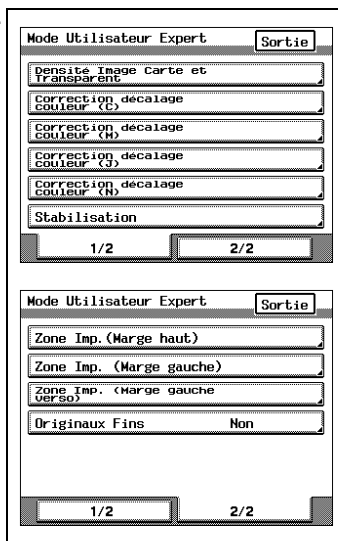 Mode Utilisateur Expert
Sortie
Densité Image Carte et
Transparent
Correction décalage
couleur (C)
Correction décalage
couleur (M)
Correction décalage
couleur (J)
Correction décalage
couleur (N)
Stabilisation
1/2 2/2
Mode Utilisateur Expert
Sortie
Zone Imp.(Marge haut)
Zone Imp. (Marge gauche)
Zone Imp. (Marge gauche
verso)
Originaux Fins Non
1/2 2/2